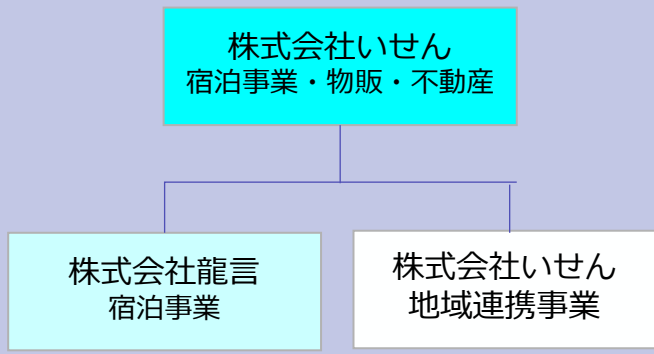 株式会社いせん
宿泊事業・物販・不動産
株式会社龍言
宿泊事業
株式会社いせん
地域連携事業